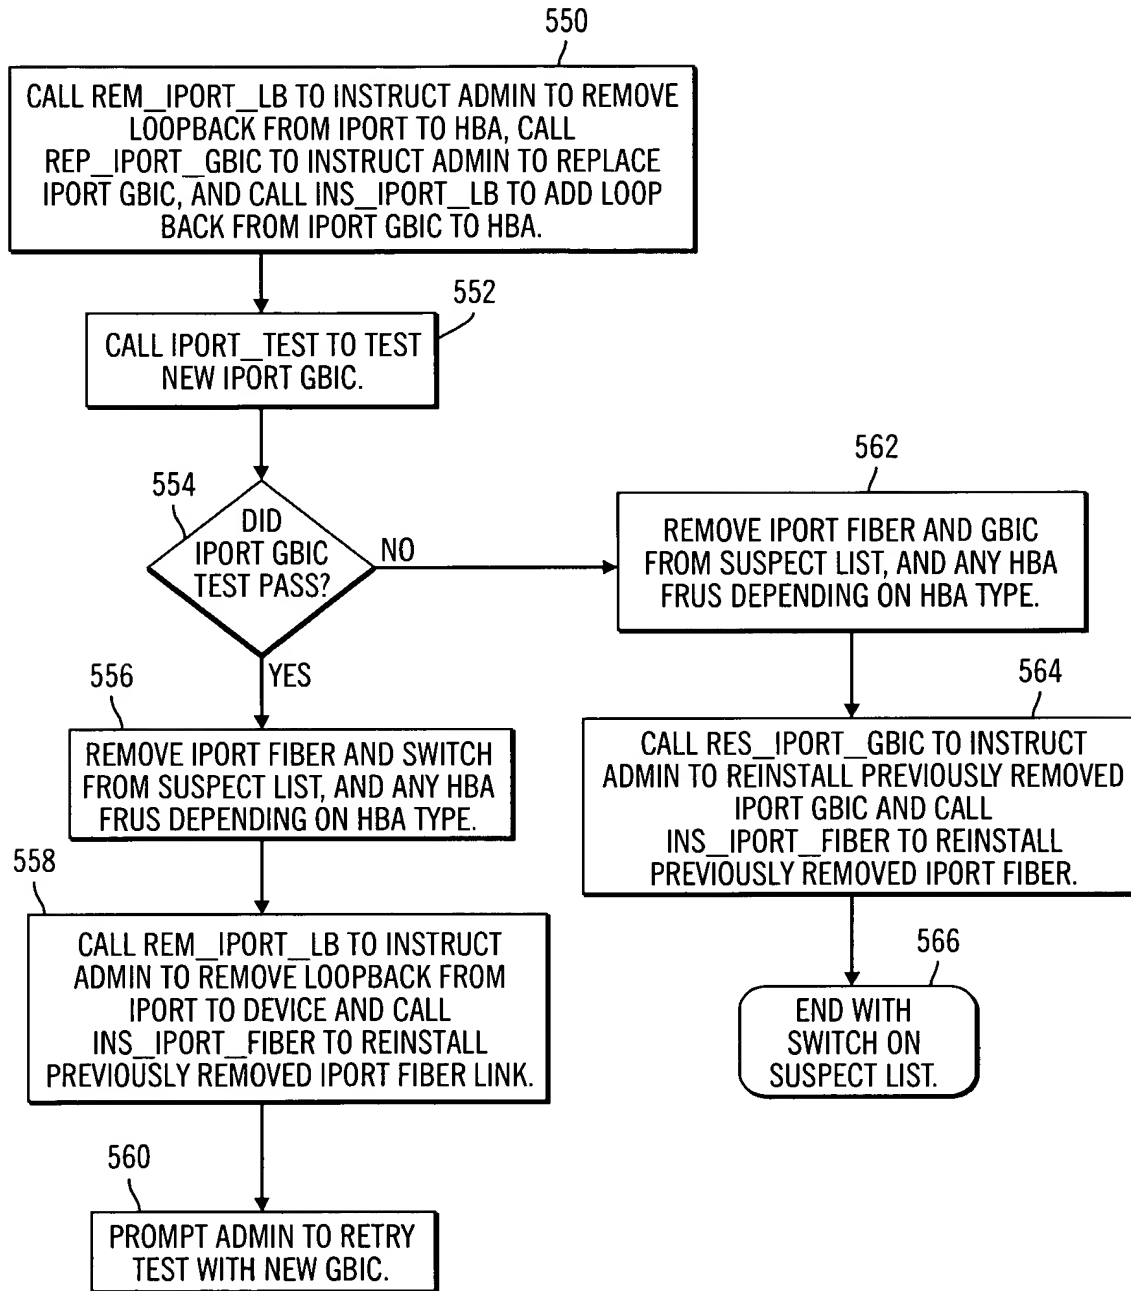 550
CALL REM_IPORT_LB TO INSTRUCT ADMIN TO REMOVE
LOOPBACK FROM IPORT TO HBA, CALL
REP_IPORT_GBIC TO INSTRUCT ADMIN TO REPLACE
IPORT GBIC, AND CALL INS_IPORT_LB TO ADD LOOP
BACK FROM IPORT GBIC TO HBA.
552
CALL IPORT_TEST TO TEST
NEW IPORT GBIC.
554
DID
IPORT GBIC
TEST PASS?
NO
YES
562
REMOVE IPORT FIBER AND GBIC
FROM SUSPECT LIST, AND ANY HBA
FRUS DEPENDING ON HBA TYPE.
556
REMOVE IPORT FIBER AND SWITCH
FROM SUSPECT LIST, AND ANY HBA
FRUS DEPENDING ON HBA TYPE.
564
CALL RES_IPORT_GBIC TO INSTRUCT
ADMIN TO REINSTALL PREVIOUSLY REMOVED
IPORT GBIC AND CALL
INS_IPORT_FIBER TO REINSTALL
PREVIOUSLY REMOVED IPORT FIBER.
558
CALL REM_IPORT_LB TO INSTRUCT
ADMIN TO REMOVE LOOPBACK FROM
IPORT TO DEVICE AND CALL
INS_IPORT_FIBER TO REINSTALL
PREVIOUSLY REMOVED IPORT FIBER LINK.
566
END WITH
SWITCH ON
SUSPECT LIST.
560
PROMPT ADMIN TO RETRY
TEST WITH NEW GBIC.